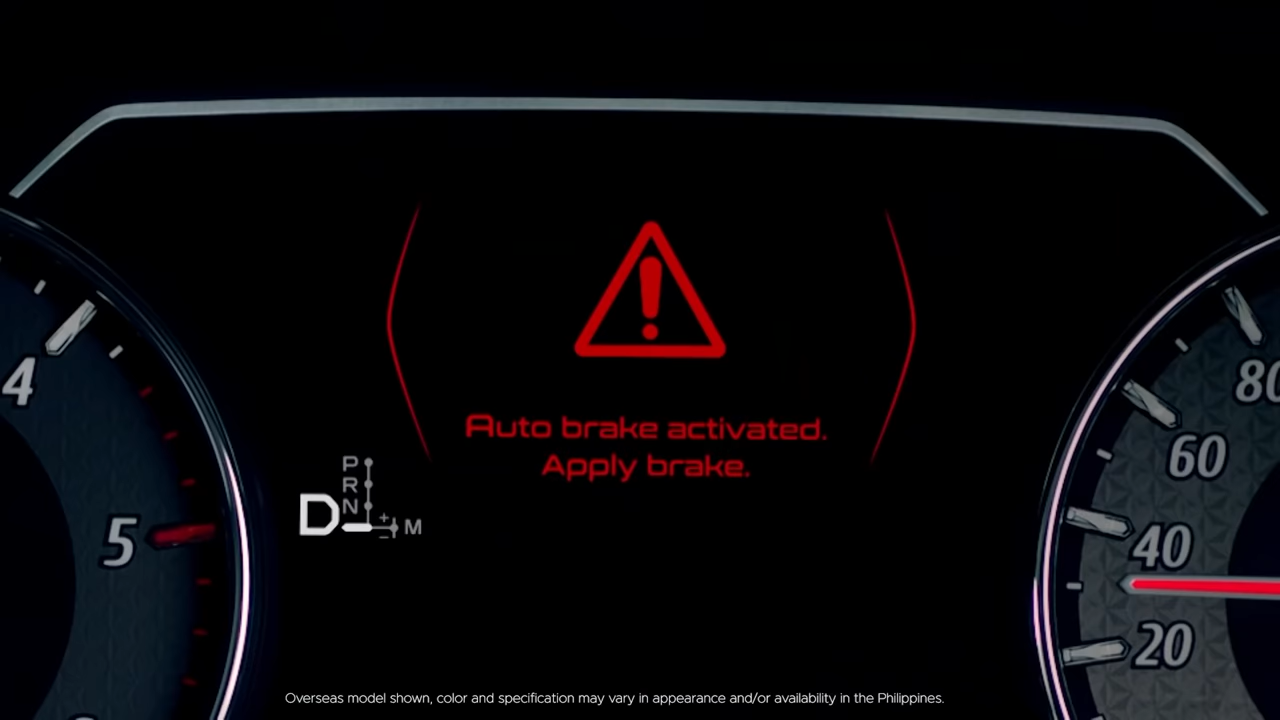 Auto brake activated.
Apply brake.
P
R
N
D
+
−
M
4
5
80
60
40
20
Overseas model shown, color and specification may vary in appearance and/or availability in the Philippines.